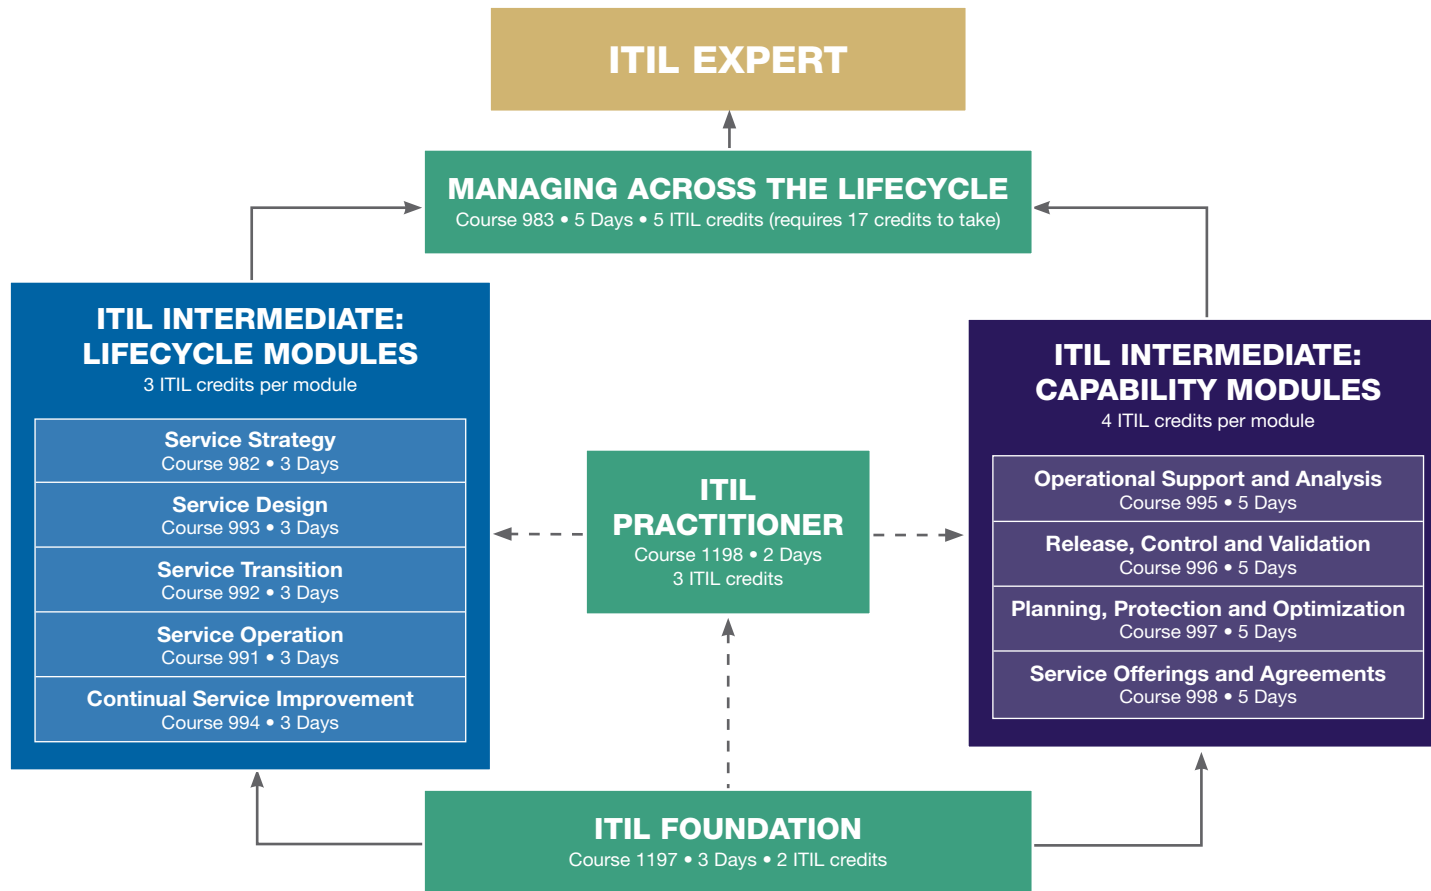 ITIL EXPERT
MANAGING ACROSS THE LIFECYCLE
Course 983 • 5 Days • 5 ITIL credits (requires 17 credits to take)
ITIL INTERMEDIATE:
LIFECYCLE MODULES
3 ITIL credits per module
Service Strategy
Course 982 • 3 Days
Service Design
Course 993 • 3 Days
Service Transition
Course 992 • 3 Days
Service Operation
Course 991 • 3 Days
Continual Service Improvement
Course 994 • 3 Days
ITIL
PRACTITIONER
Course 1198 • 2 Days
3 ITIL credits
ITIL INTERMEDIATE:
CAPABILITY MODULES
4 ITIL credits per module
Operational Support and Analysis
Course 995 • 5 Days
Release, Control and Validation
Course 996 • 5 Days
Planning, Protection and Optimization
Course 997 • 5 Days
Service Offerings and Agreements
Course 998 • 5 Days
ITIL FOUNDATION
Course 1197 • 3 Days • 2 ITIL credits